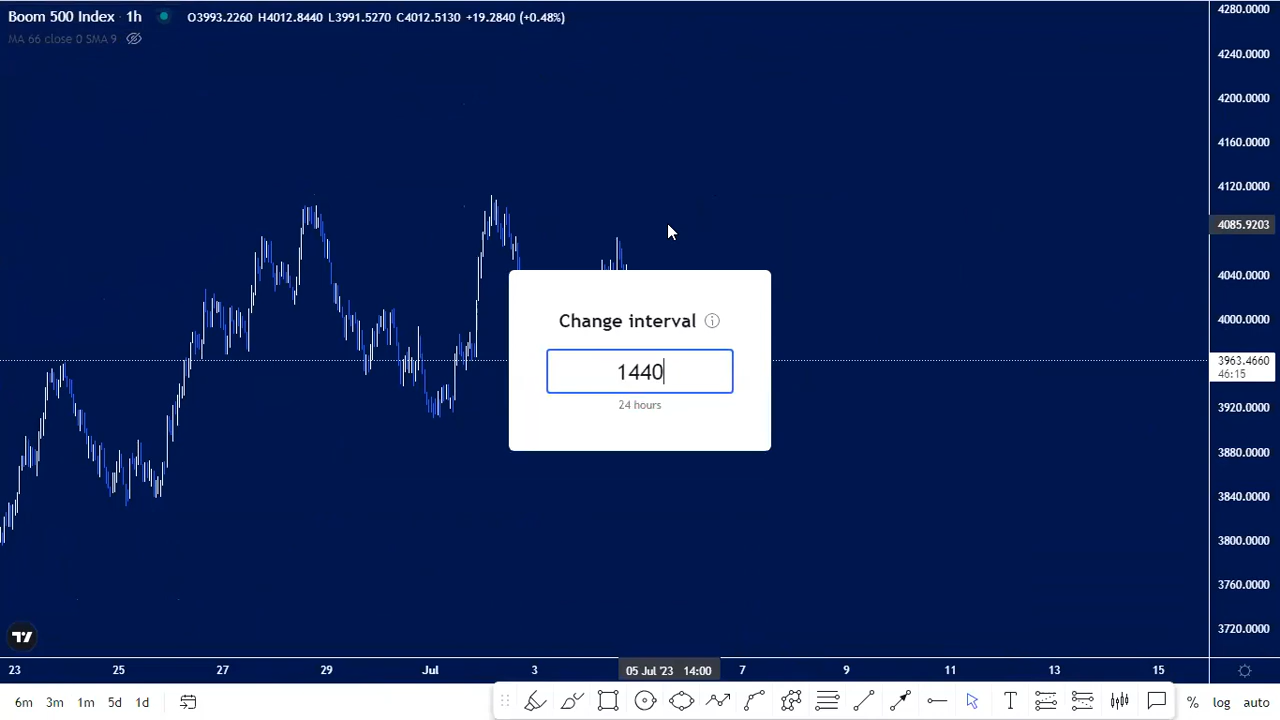 Boom 500 Index · 1h O3993.2260 H4012.8440 L3991.5270 C4012.5130 +19.2840 (+0.48%)
MA 66 close 0 SMA 9
4280.0000
4240.0000
4200.0000
4160.0000
4120.0000
4085.9203
4040.0000
4000.0000
3963.4660
46:15
3920.0000
3880.0000
3840.0000
3800.0000
3760.0000
3720.0000
Change interval
1440
24 hours
23 25 27 29 Jul 3 05 Jul '23 14:00 7 9 11 13 15
6m 3m 1m 5d 1d T % log auto